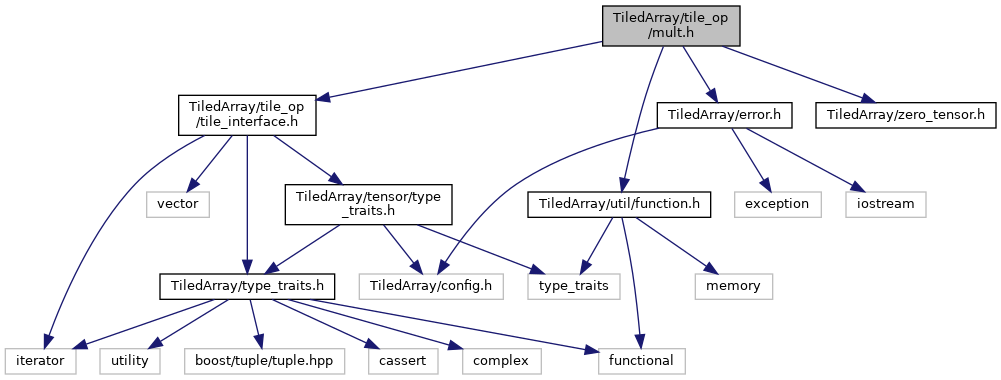 TiledArray/tile_op
/mult.h
TiledArray/tile_op
/tile_interface.h
TiledArray/error.h
TiledArray/zero_tensor.h
vector
TiledArray/tensor/type
_traits.h
TiledArray/util/function.h
exception
iostream
TiledArray/type_traits.h
TiledArray/config.h
type_traits
memory
iterator
utility
boost/tuple/tuple.hpp
cassert
complex
functional